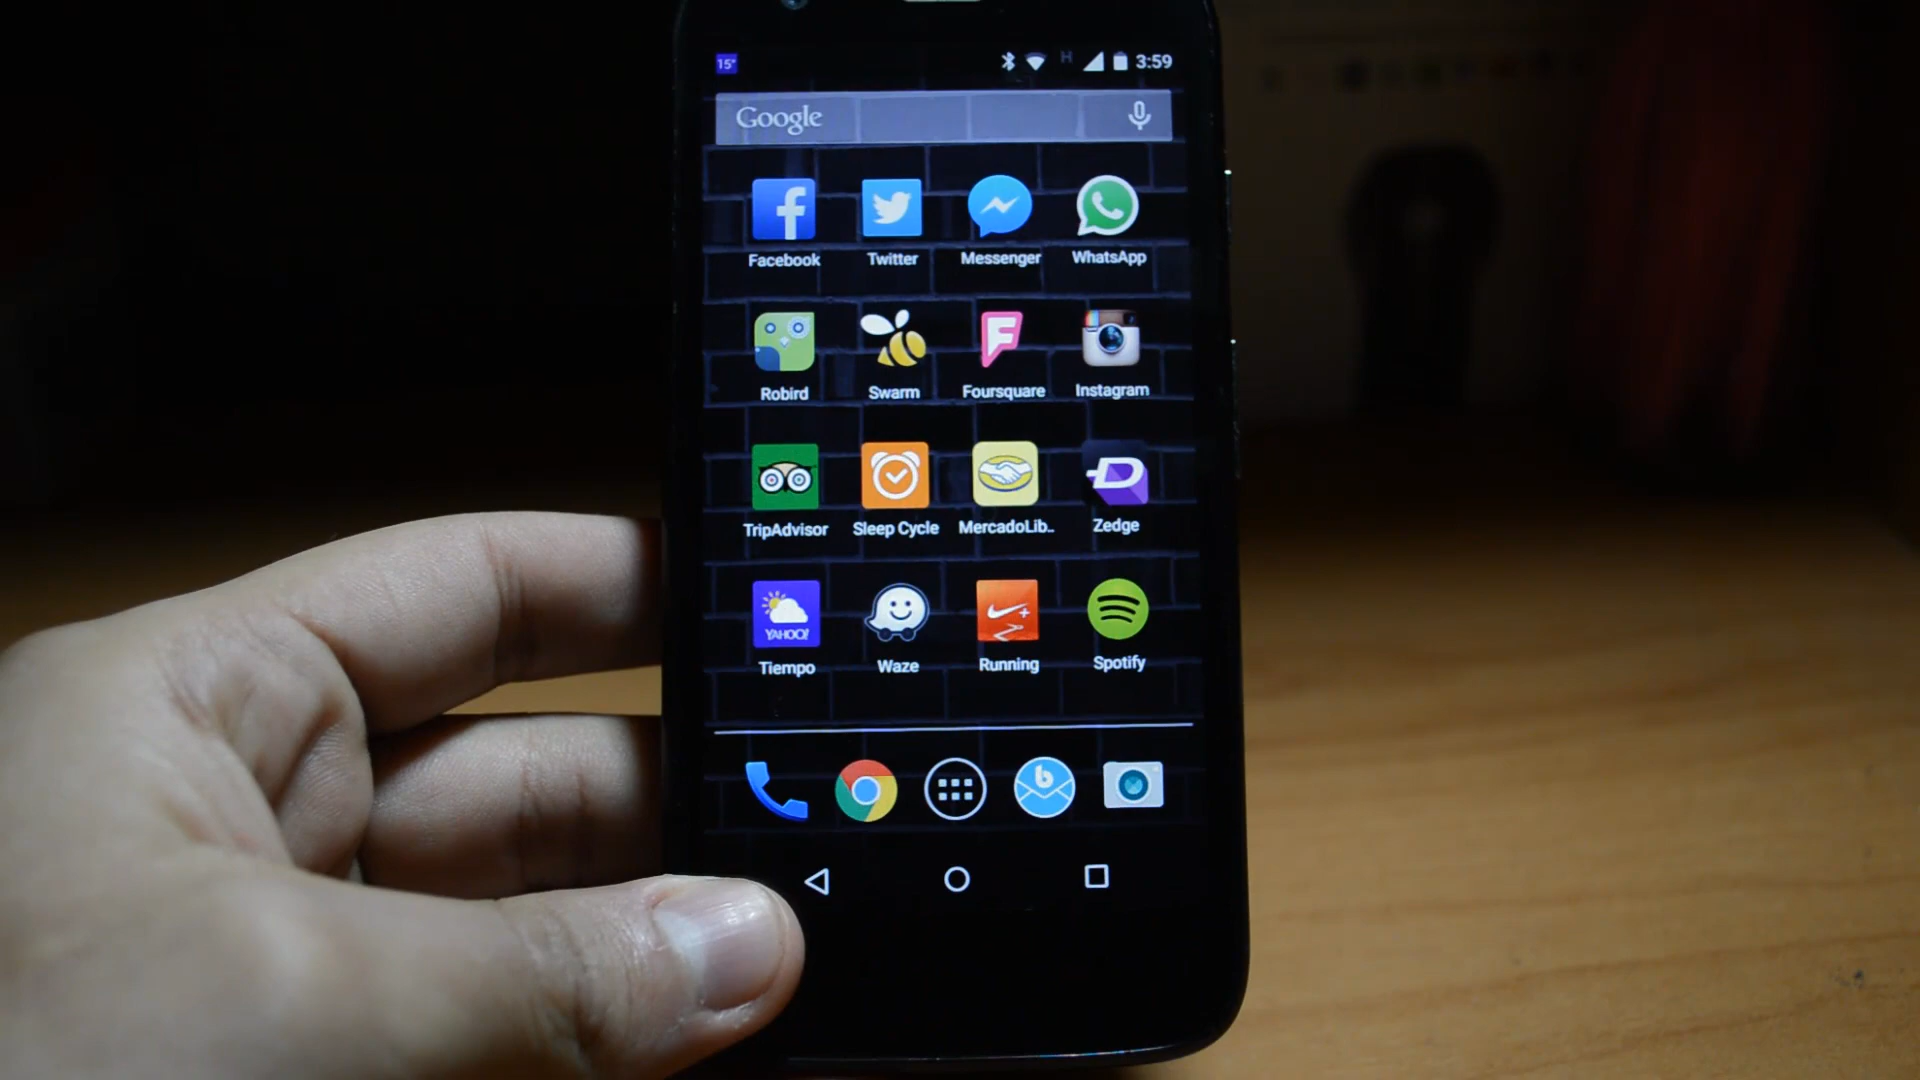 15° H 3:59
Google
Facebook Twitter Messenger WhatsApp
Robird Swarm Foursquare Instagram
TripAdvisor Sleep Cycle MercadoLib..
Zedge
YAHOO!
Tiempo Waze Running Spotify